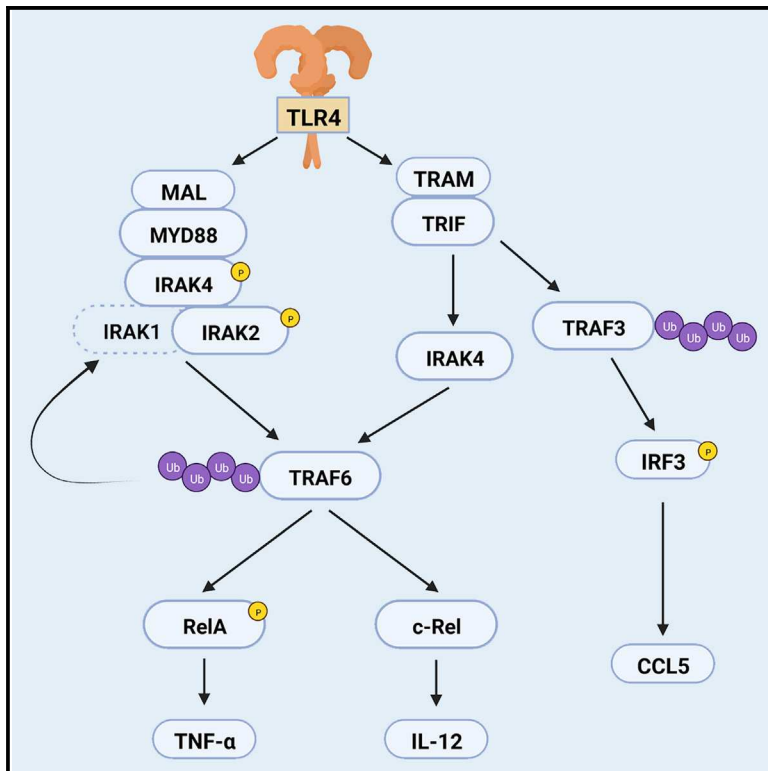 TLR4
MAL
MYD88
IRAK4
P
IRAK1
IRAK2
P
TRAM
TRIF
IRAK4
TRAF3
Ub
Ub
Ub
Ub
IRF3
P
CCL5
Ub
Ub
Ub
Ub
TRAF6
RelA
P
c-Rel
TNF-α
IL-12